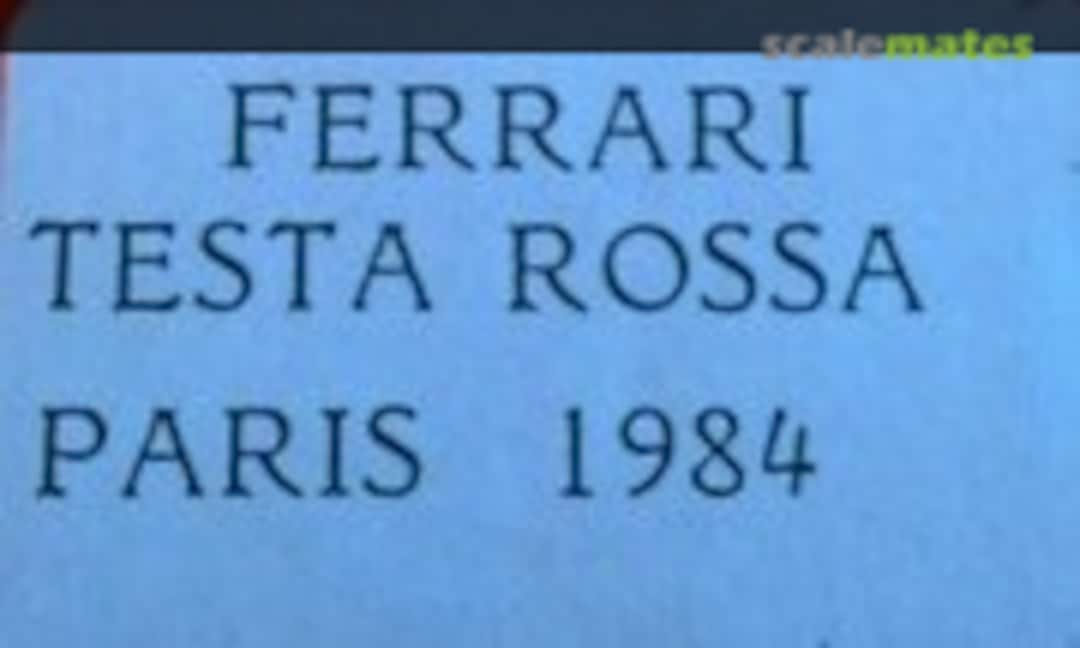 scalemates
FERRARI
TESTA ROSSA
PARIS 1984